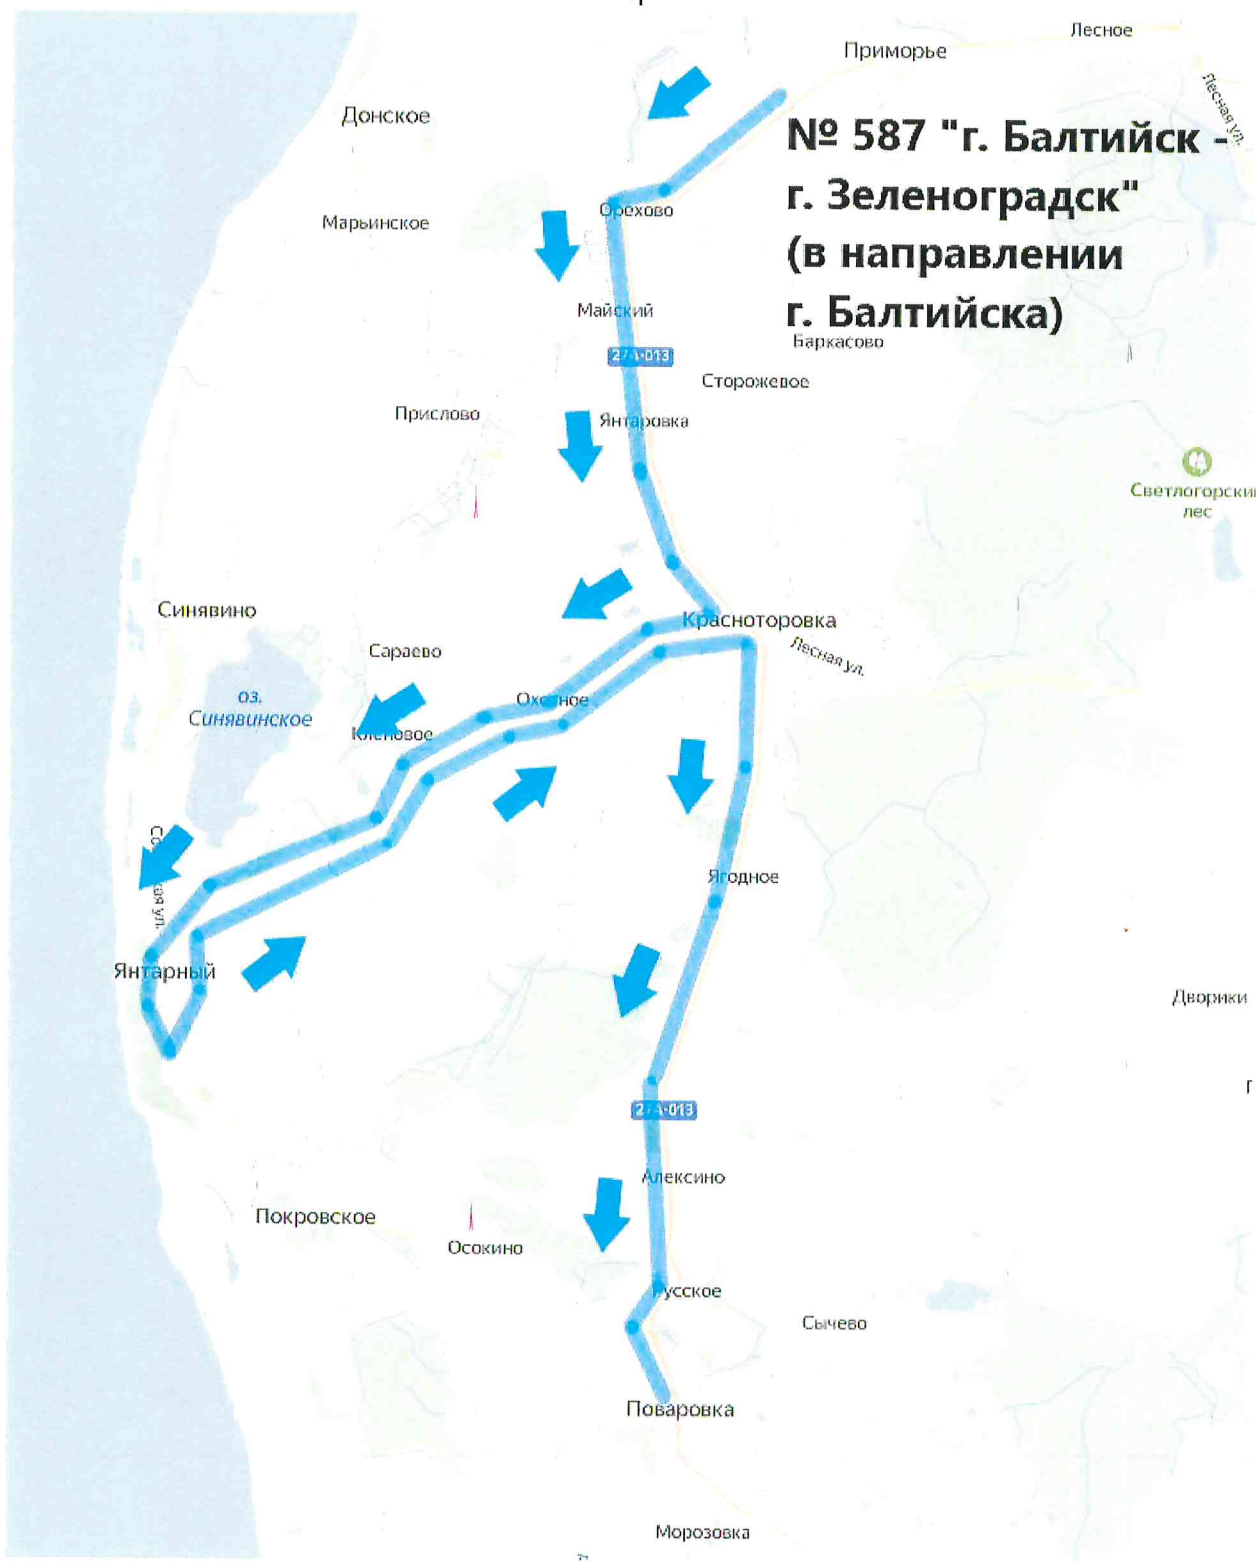 Лесное
Приморье
Лесная ул.
Донское
№ 587 "г. Балтийск -
г. Зеленоградск"
(в направлении
г. Балтийска)
Орехово
Марьинское
Майский
Баркасово
27А-013
Сторожевое
Прислово
Янтаровка
Светлогорский
лес
Синявино
Красноторовка
Лесная ул.
Сараево
оз.
Синявинское
Охотное
Кленовое
Ягодное
Янтарный
Дворики
27А-013
Алексино
Покровское
Осокино
Русское
Сычево
Поваровка
Морозовка